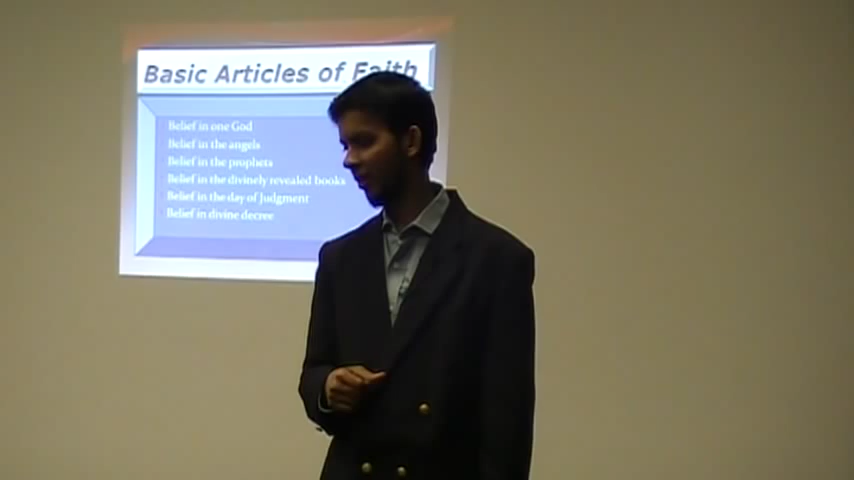 Basic Articles of Faith
Belief in one God
Belief in the angels
Belief in the prophets
Belief in the divinely revealed books
Belief in the day of Judgment
Belief in divine decree